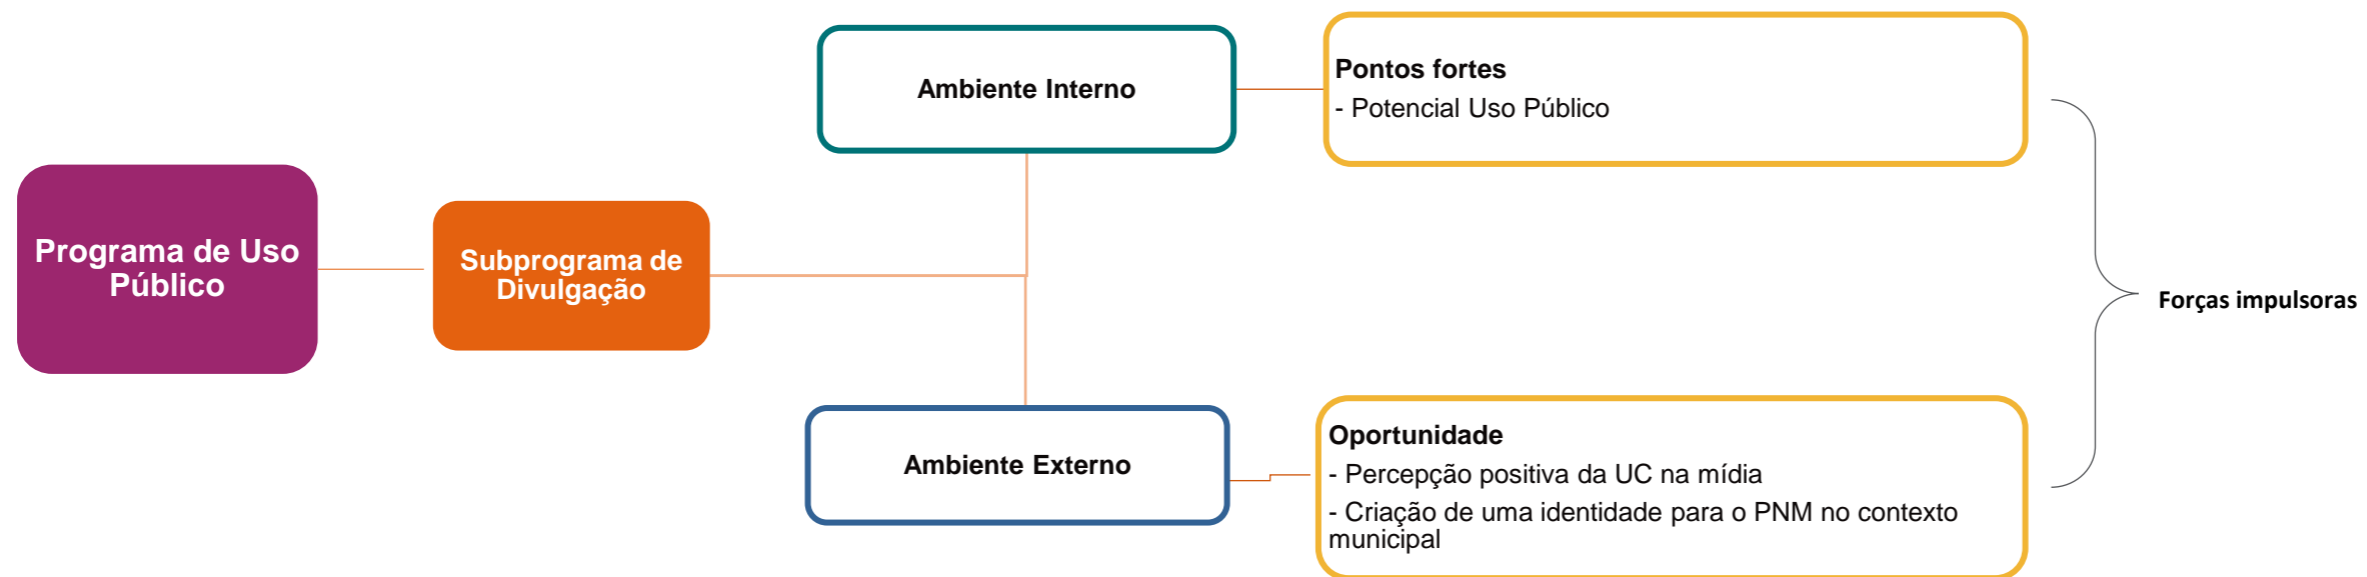 Programa de Uso
Público
Subprograma de
Divulgação
Ambiente Interno
Pontos fortes
- Potencial Uso Público
Ambiente Externo
Oportunidade
- Percepção positiva da UC na mídia
- Criação de uma identidade para o PNM no contexto
municipal
Forças impulsoras